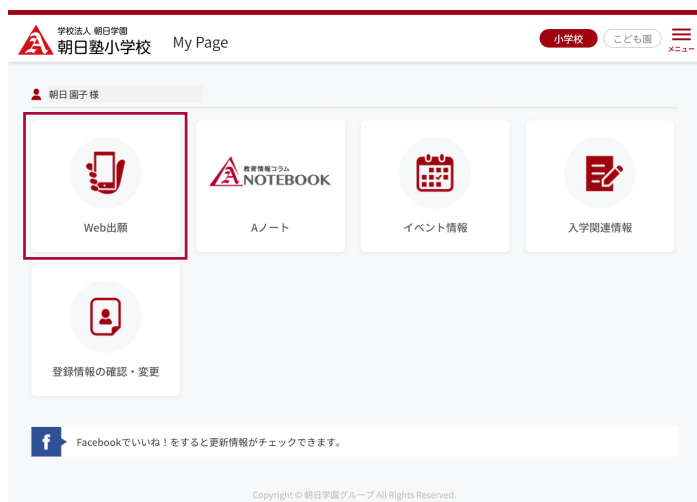 学校法人 朝日学園
朝日塾小学校
My Page
小学校
こども園
メニュー
朝日園子様
Web出願
教育情報コラム
NOTEBOOK
Aノート
イベント情報
入学関連情報
登録情報の確認・変更
f
Facebookでいいね！をすると更新情報がチェックできます。
Copyright © 朝日学園グループ All Rights Reserved.